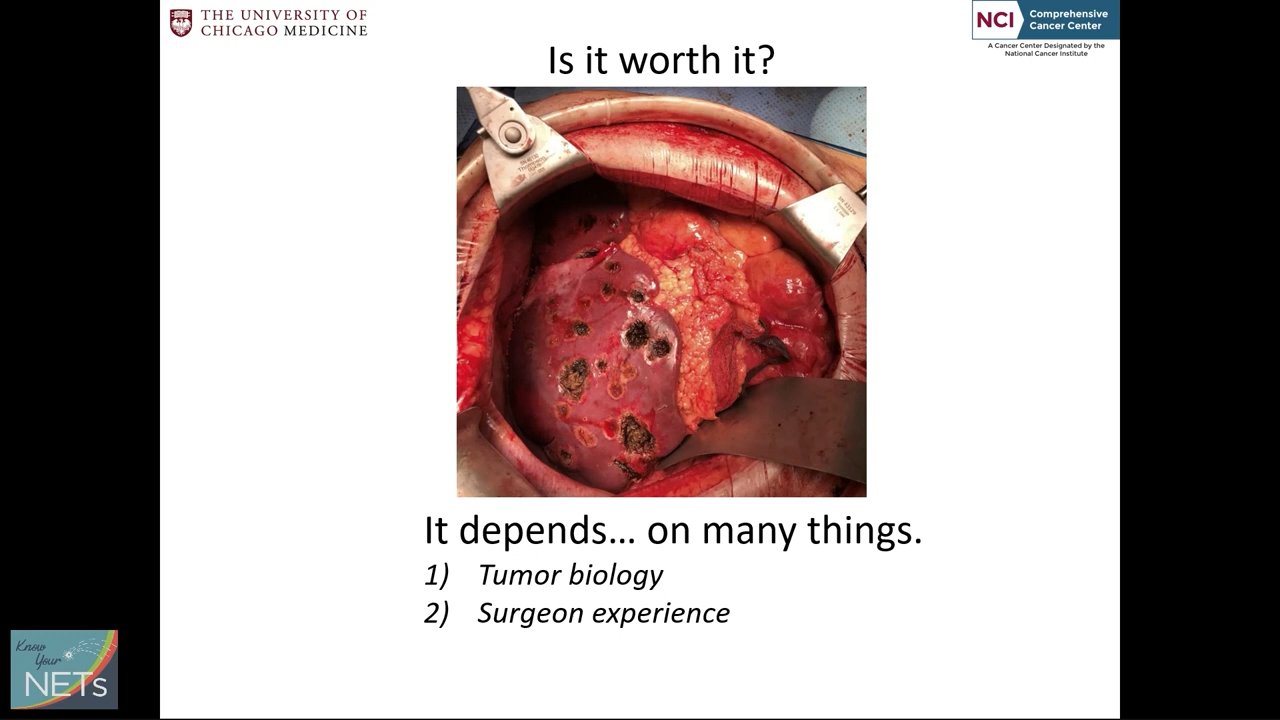 THE UNIVERSITY OF
CHICAGO MEDICINE
NCI
Comprehensive
Cancer Center
A Cancer Center Designated by the
National Cancer Institute
Is it worth it?
It depends... on many things.
1) Tumor biology
2) Surgeon experience
Know
Your
NETs